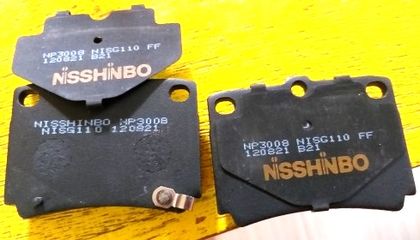 NP3008 NISG110 FF
120821 B21
NiSSHiNBO
NISSHINBO NP3008
NISG110 120821
NP3008 NISG110 FF
120821 B21
NiSSHiNBO